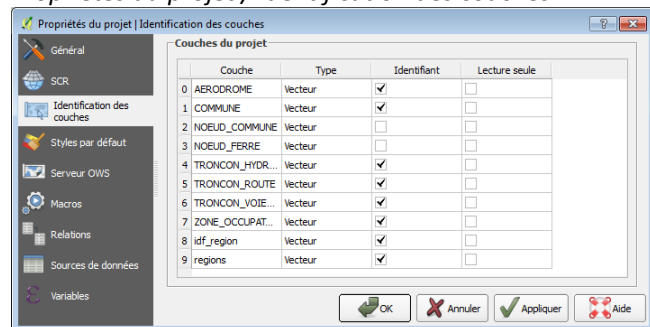 Propriétés du projet | Identification des couches
Général
SCR
Identification des
couches
Styles par défaut
Serveur OWS
Macros
Relations
Sources de données
Variables
Couches du projet
Couche Type Identifiant Lecture seule
0 AERODROME Vecteur
1 COMMUNE Vecteur
2 NOEUD_COMMUNE Vecteur
3 NOEUD_FERRE Vecteur
4 TRONCON_HYDR... Vecteur
5 TRONCON_ROUTE Vecteur
6 TRONCON_VOIE... Vecteur
7 ZONE_OCCUPAT... Vecteur
8 idf_region Vecteur
9 regions Vecteur
OK Annuler Appliquer Aide